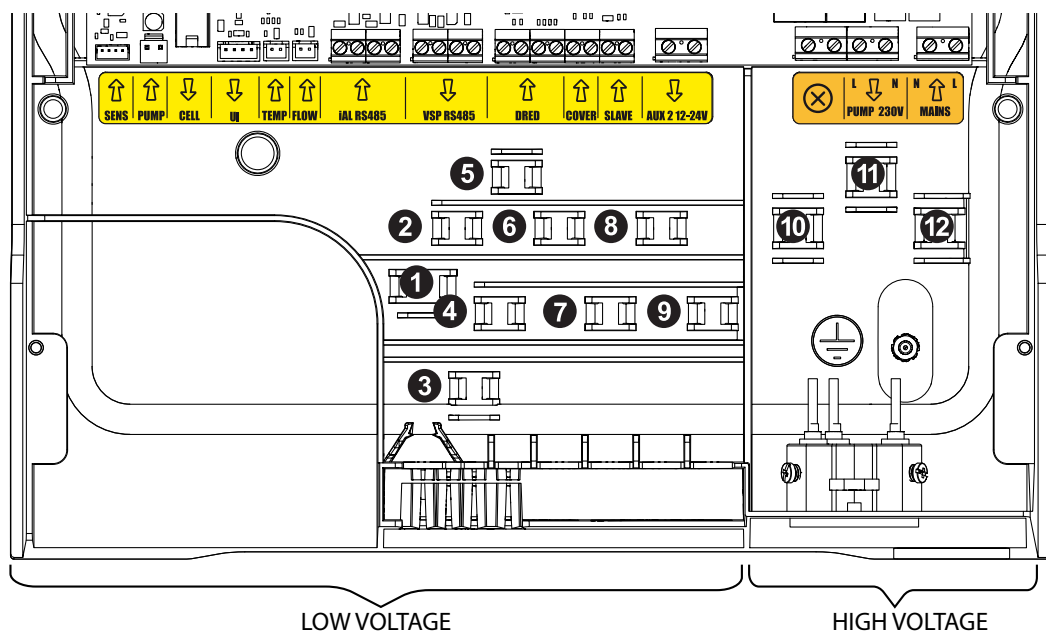 SENS PUMP CELL UI TEMP FLOW iAL RS485 VSP RS485 DRED COVER SLAVE AUX 2 12-24V
L N N L
PUMP 230V MAINS
5
11
2 6 8 10 12
1
4 7 9
3
LOW VOLTAGE HIGH VOLTAGE